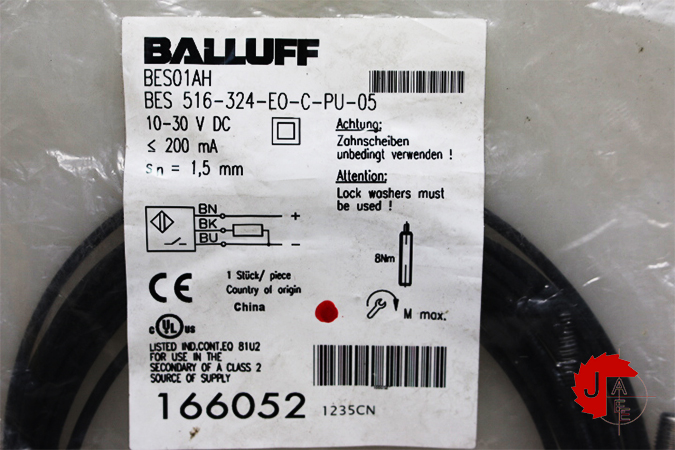 BALLUFF
BES01AH
BES 516-324-EO-C-PU-05
10-30 V DC
≤ 200 mA
sn = 1,5 mm
Achtung:
Zahnscheiben
unbedingt verwenden !
Attention:
Lock washers must
be used !
BN +
BK
BU −
8Nm
M max.
1 Stück/ piece
Country of origin
China
CE
c UL us
LISTED IND.CONT.EQ 81U2
FOR USE IN THE
SECONDARY OF A CLASS 2
SOURCE OF SUPPLY
166052 1235CN
J